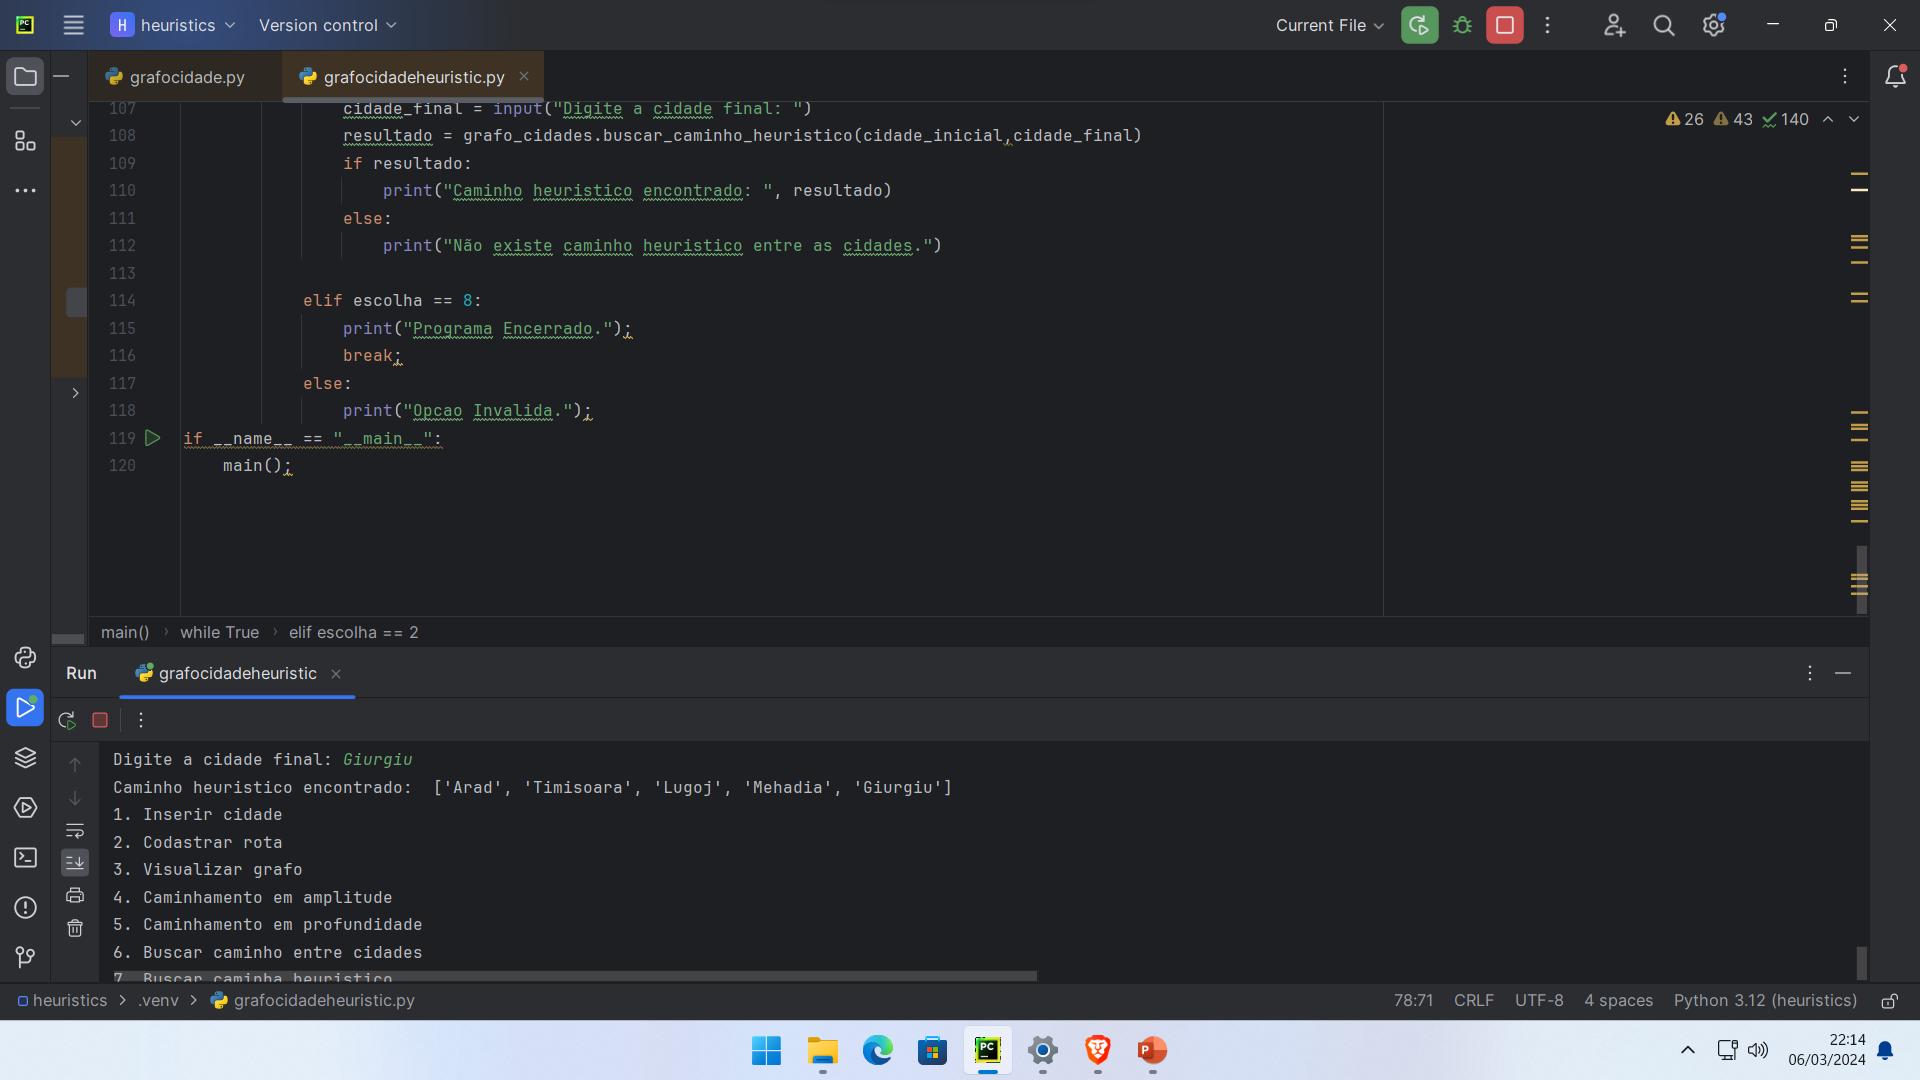 H heuristics Version control Current File
grafocidade.py grafocidadeheuristic.py
26 43 140
107 cidade_final = input("Digite a cidade final: ")
108 resultado = grafo_cidades.buscar_caminho_heuristico(cidade_inicial,cidade_final)
109 if resultado:
110 print("Caminho heuristico encontrado: ", resultado)
111 else:
112 print("Não existe caminho heuristico entre as cidades.")
113
114 elif escolha == 8:
115 print("Programa Encerrado.");
116 break;
117 else:
118 print("Opcao Invalida.");
119 if __name__ == "__main__":
120 main();
main() › while True › elif escolha == 2
Run grafocidadeheuristic
Digite a cidade final: Giurgiu
Caminho heuristico encontrado:  ['Arad', 'Timisoara', 'Lugoj', 'Mehadia', 'Giurgiu']
1. Inserir cidade
2. Codastrar rota
3. Visualizar grafo
4. Caminhamento em amplitude
5. Caminhamento em profundidade
6. Buscar caminho entre cidades
7. Buscar caminha heuristico
heuristics > .venv > grafocidadeheuristic.py 78:71 CRLF UTF-8 4 spaces Python 3.12 (heuristics)
22:14
06/03/2024